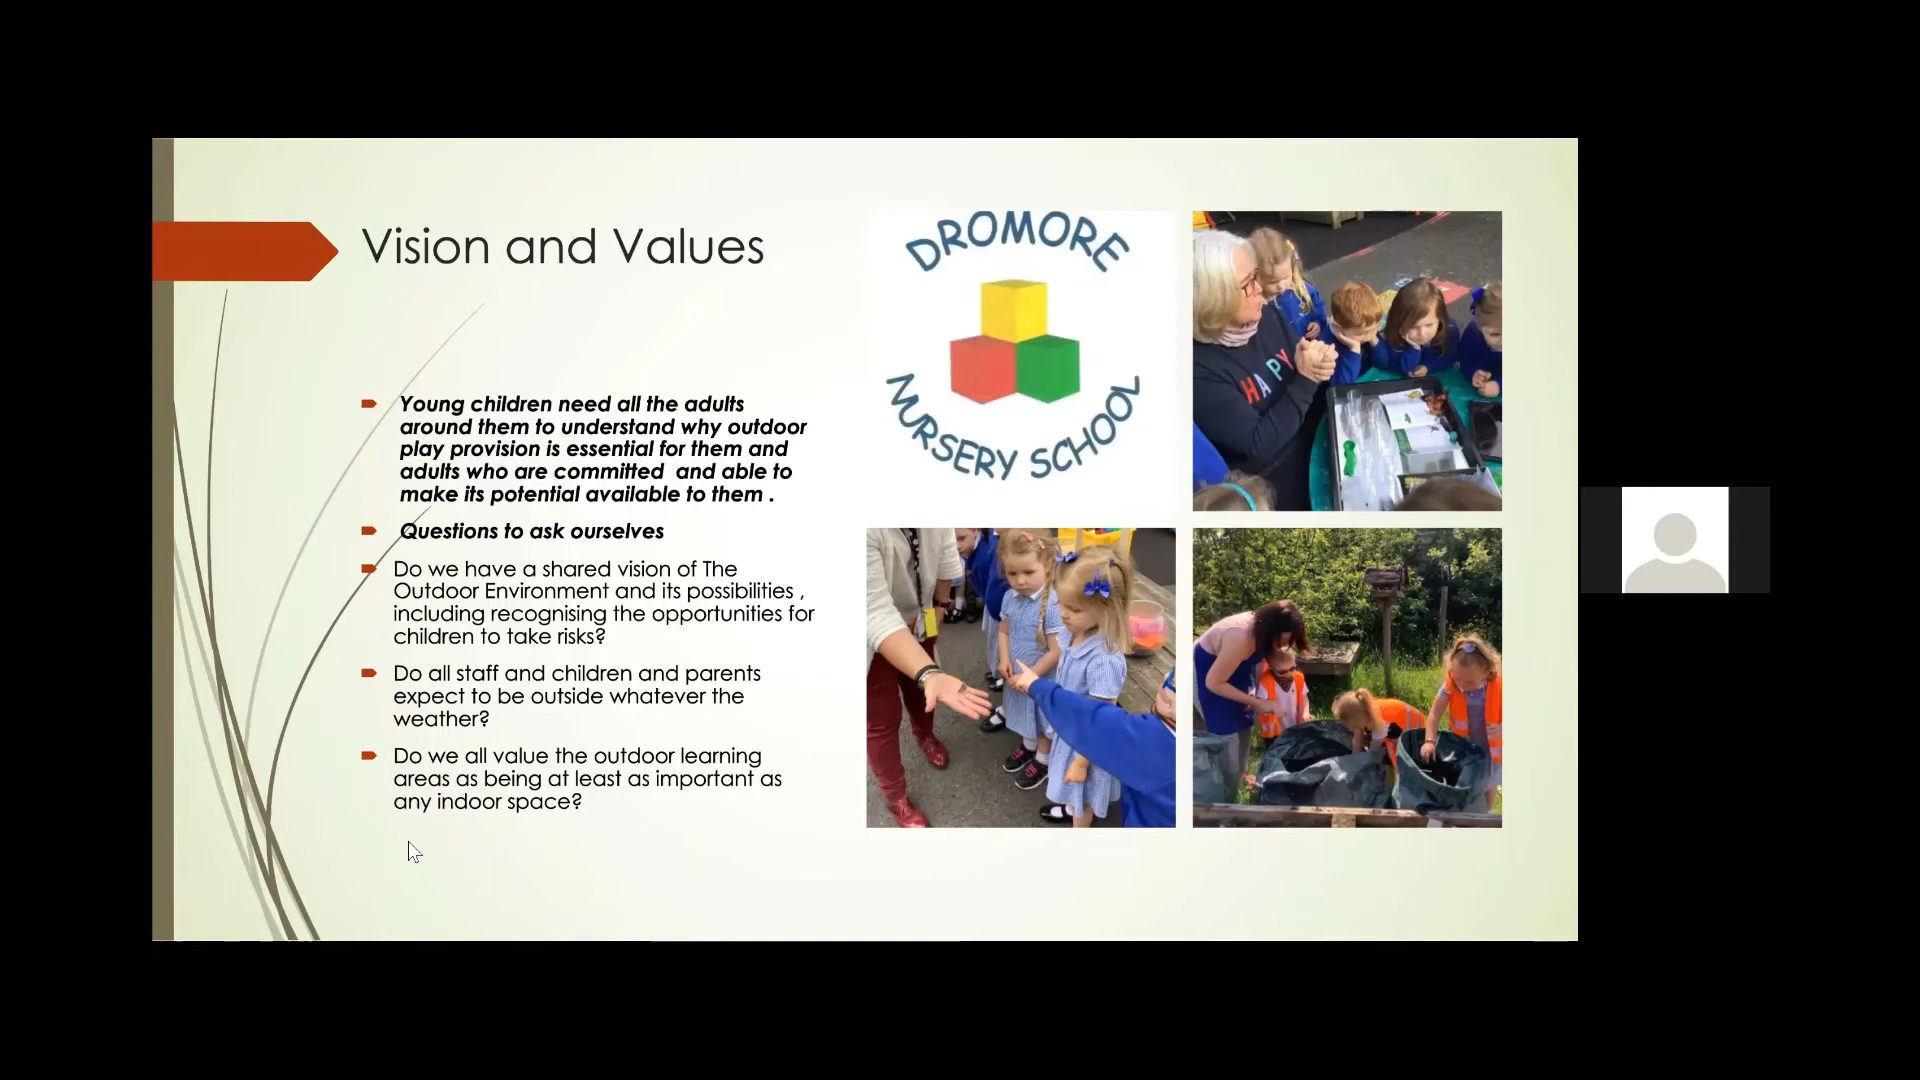 Vision and Values
Young children need all the adults
around them to understand why outdoor
play provision is essential for them and
adults who are committed and able to
make its potential available to them .
Questions to ask ourselves
Do we have a shared vision of The
Outdoor Environment and its possibilities ,
including recognising the opportunities for
children to take risks?
Do all staff and children and parents
expect to be outside whatever the
weather?
Do we all value the outdoor learning
areas as being at least as important as
any indoor space?
DROMORE
NURSERY SCHOOL
HAPPY